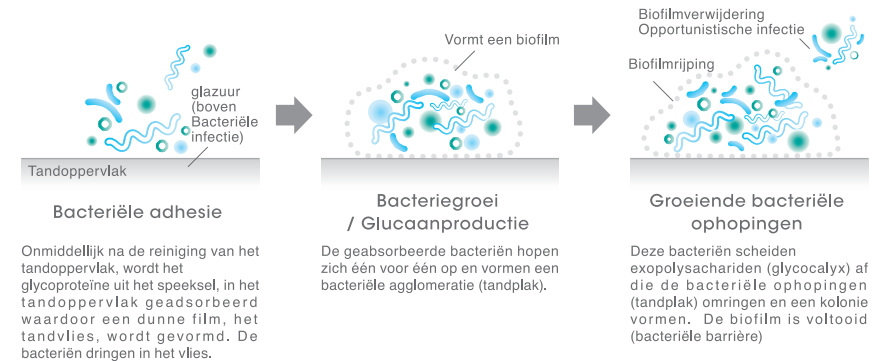 glazuur
(boven
Bacteriële
infectie)
Tandoppervlak
Bacteriële adhesie
Onmiddellijk na de reiniging van het
tandoppervlak, wordt het
glycoproteïne uit het speeksel, in het
tandoppervlak geadsorbeerd
waardoor een dunne film, het
tandvlies, wordt gevormd. De
bacteriën dringen in het vlies.
Vormt een biofilm
Bacteriegroei
/ Glucaanproductie
De geabsorbeerde bacteriën hopen
zich één voor één op en vormen een
bacteriële agglomeratie (tandplak).
Biofilmverwijdering
Opportunistische infectie
Biofilmrijping
Groeiende bacteriële
ophopingen
Deze bacteriën scheiden
exopolysachariden (glycocalyx) af
die de bacteriële ophopingen
(tandplak) omringen en een kolonie
vormen. De biofilm is voltooid
(bacteriële barrière)